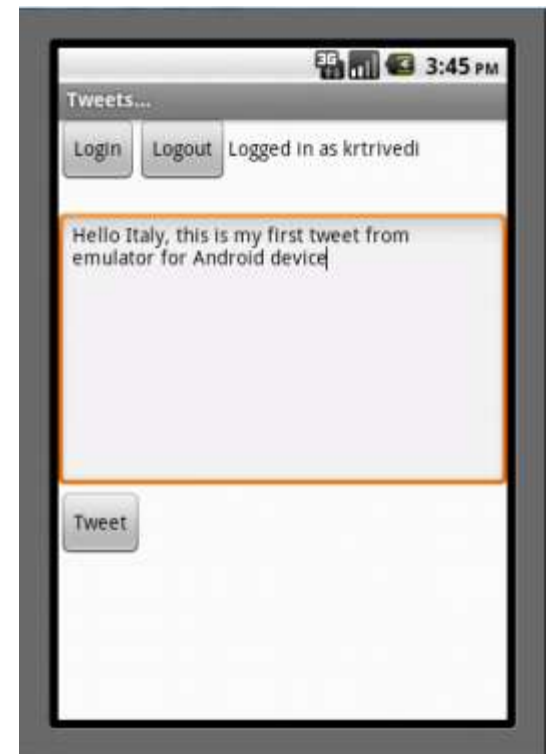 3G 3:45 PM
Tweets...
Login Logout Logged in as krtrivedi
Hello Italy, this is my first tweet from
emulator for Android device
Tweet